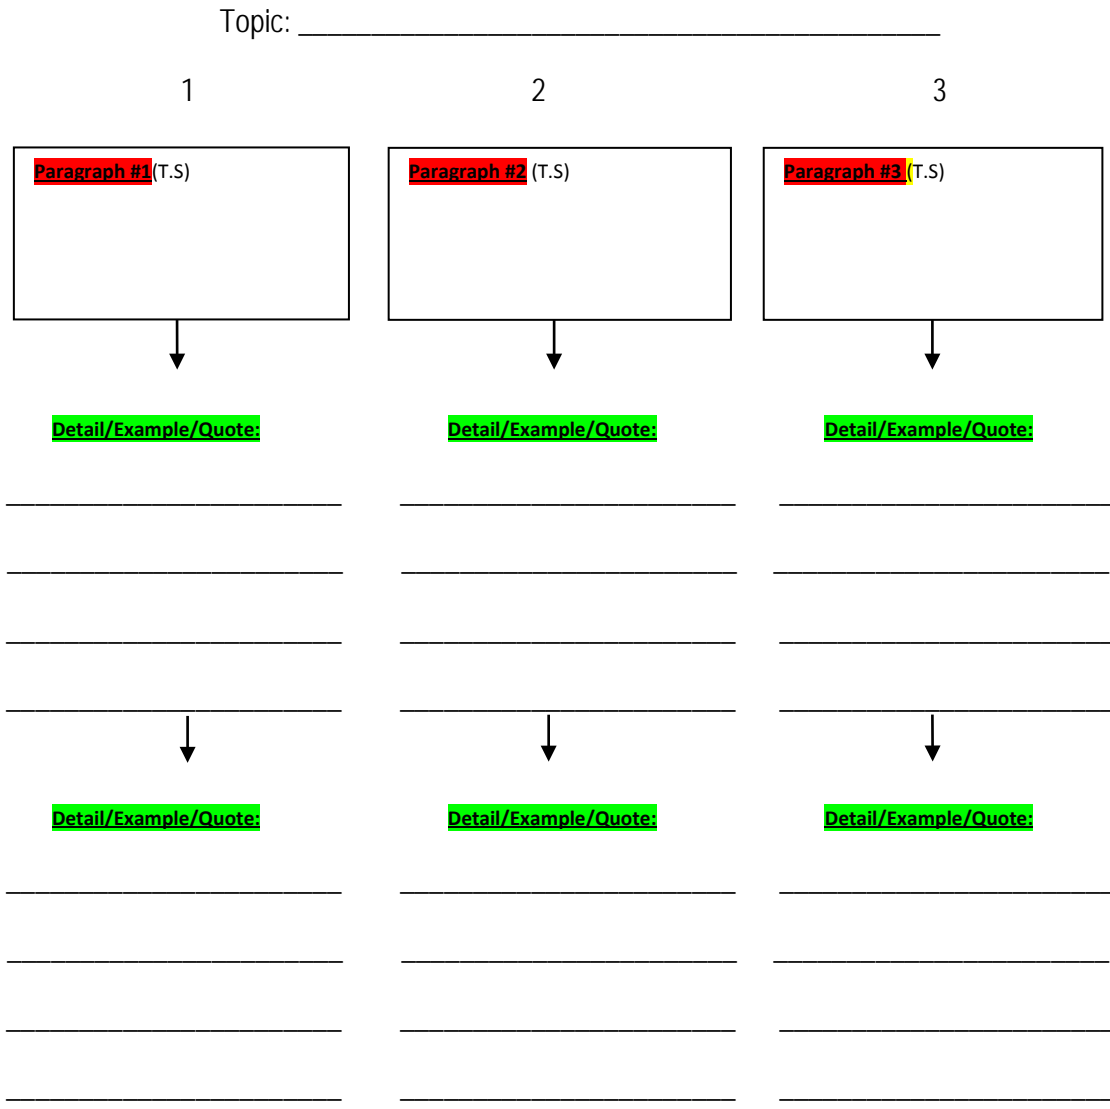 Topic: ________________________________________
1 2 3
Paragraph #1(T.S) Paragraph #2 (T.S) Paragraph #3 (T.S)
Detail/Example/Quote: Detail/Example/Quote: Detail/Example/Quote:
Detail/Example/Quote: Detail/Example/Quote: Detail/Example/Quote: